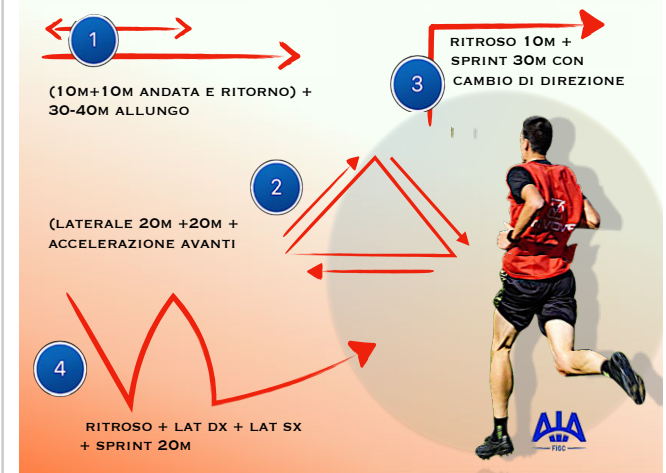 1
(10M+10M ANDATA E RITORNO) +
30-40M ALLUNGO
RITROSO 10M +
SPRINT 30M CON
CAMBIO DI DIREZIONE
3
2
(LATERALE 20M +20M +
ACCELERAZIONE AVANTI
4
RITROSO + LAT DX + LAT SX
+ SPRINT 20M
AIA
FIGC